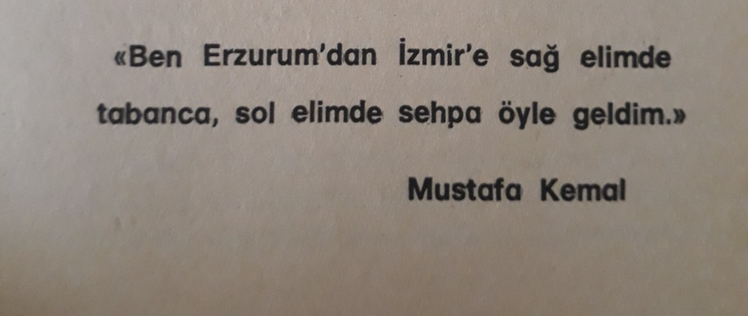 «Ben Erzurum'dan İzmir'e sağ elimde
tabanca, sol elimde sehpa öyle geldim.»
Mustafa Kemal